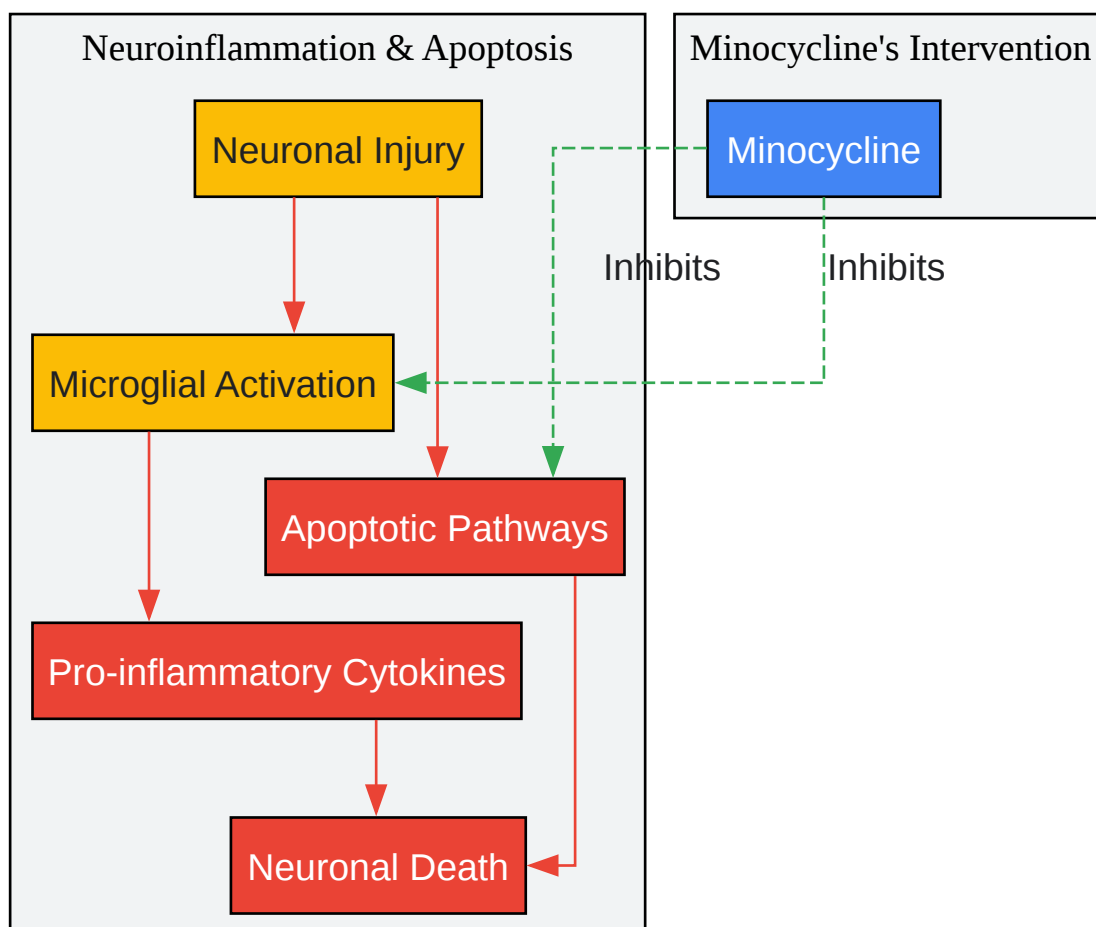 Neuroinflammation & Apoptosis
Minocycline's Intervention
Neuronal Injury
Minocycline
Inhibits
Inhibits
Microglial Activation
Apoptotic Pathways
Pro-inflammatory Cytokines
Neuronal Death